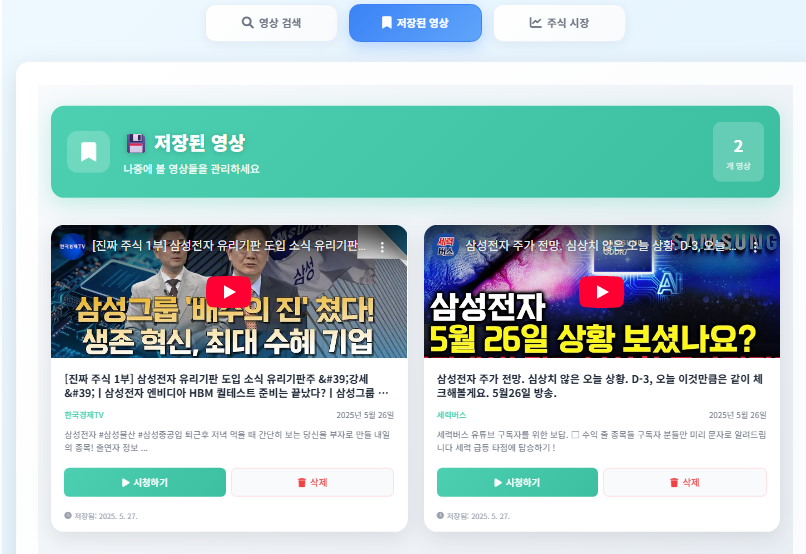 영상 검색
저장된 영상
주식 시장
저장된 영상
나중에 볼 영상들을 관리하세요
2
개 영상
한국경제TV
[진짜 주식 1부] 삼성전자 유리기판 도입 소식 유리기판...
삼성
삼성그룹 '배수의 진' 쳤다!
생존 혁신, 최대 수혜 기업
[진짜 주식 1부] 삼성전자 유리기판 도입 소식 유리기판주 &#39;강세
&#39;ㅣ삼성전자 엔비디아 HBM 퀄테스트 준비는 끝났다?ㅣ삼성그룹 …
한국경제TV
2025년 5월 26일
삼성전자 #삼성물산 #삼성중공업 퇴근후 저녁 먹을 때 간단히 보는 당신을 부자로 만들 내일
의 종목! 출연자 정보 ...
시청하기
삭제
저장됨: 2025. 5. 27.
세력
버스
삼성전자 주가 전망. 심상치 않은 오늘 상황. D-3, 오늘 ...
SAMSUNG
AI
삼성전자
5월 26일 상황 보셨나요?
삼성전자 주가 전망. 심상치 않은 오늘 상황. D-3, 오늘 이것만큼은 같이 체
크해볼게요. 5월26일 방송.
세력버스
2025년 5월 26일
세력버스 유튜브 구독자를 위한 보답. □ 수익 줄 종목들 구독자 분들만 미리 문자로 알려드립
니다 세력 급등 타점에 탑승하기 !
시청하기
삭제
저장됨: 2025. 5. 27.